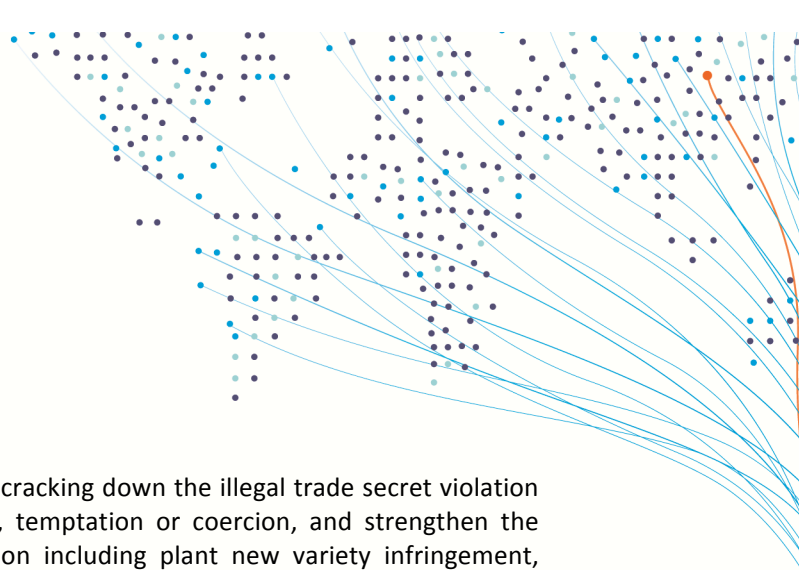 cracking down the illegal trade secret violation
, temptation or coercion, and strengthen the
on including plant new variety infringement,